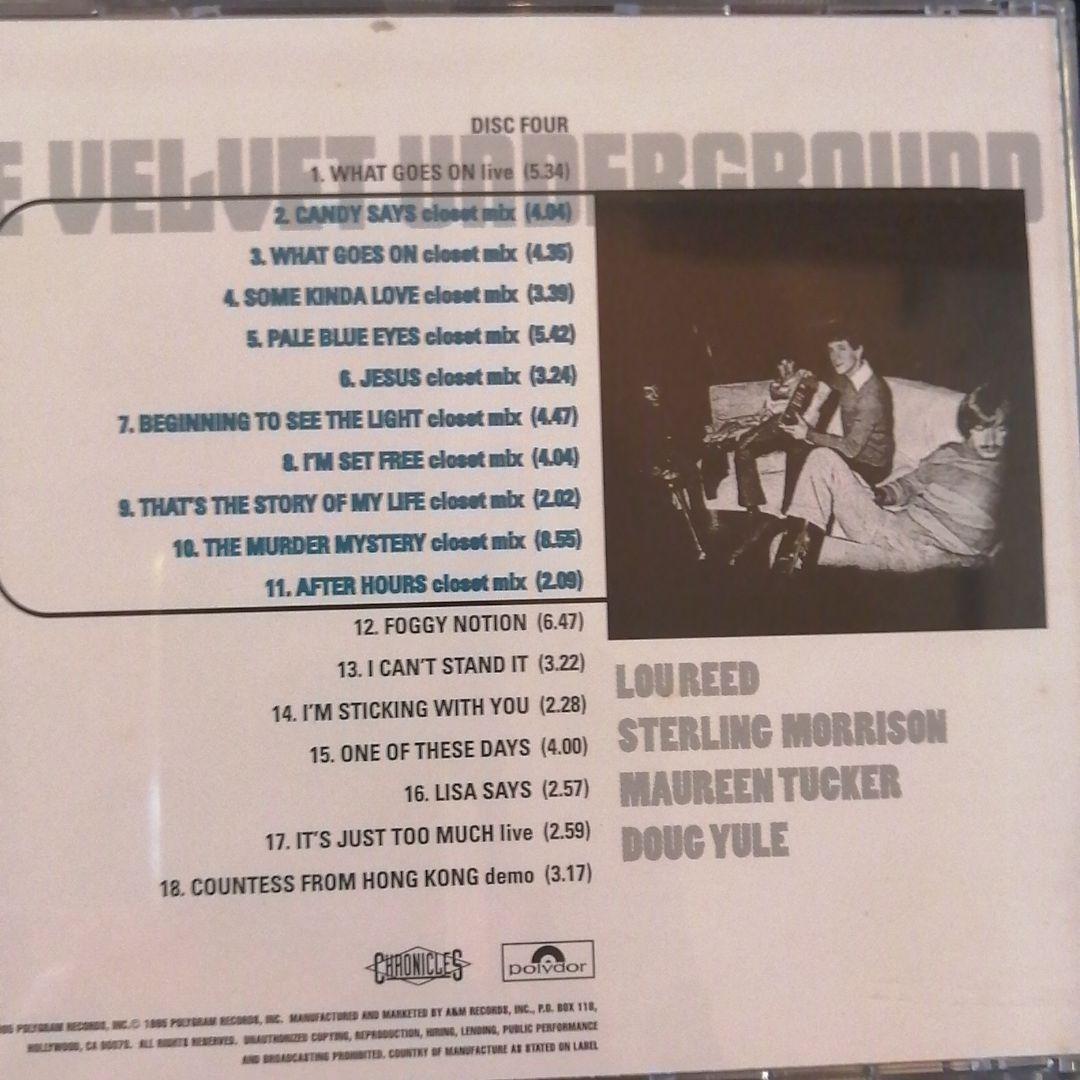 DISC FOUR
E VELVET UNDERGROUND
1. WHAT GOES ON live (5.34)
2. CANDY SAYS closet mix (4.04)
3. WHAT GOES ON closet mix (4.35)
4. SOME KINDA LOVE closet mix (3.39)
5. PALE BLUE EYES closet mix (5.42)
6. JESUS closet mix (3.24)
7. BEGINNING TO SEE THE LIGHT closet mix (4.47)
8. I'M SET FREE closet mix (4.04)
9. THAT'S THE STORY OF MY LIFE closet mix (2.02)
10. THE MURDER MYSTERY closet mix (8.55)
11. AFTER HOURS closet mix (2.09)
12. FOGGY NOTION (6.47)
13. I CAN'T STAND IT (3.22)
14. I'M STICKING WITH YOU (2.28)
15. ONE OF THESE DAYS (4.00)
16. LISA SAYS (2.57)
17. IT'S JUST TOO MUCH live (2.59)
18. COUNTESS FROM HONG KONG demo (3.17)
LOU REED
STERLING MORRISON
MAUREEN TUCKER
DOUG YULE
CHRONICLES
polydor
POLYGRAM RECORDS, INC. © 1995 POLYGRAM RECORDS, INC. MANUFACTURED AND MARKETED BY A&M RECORDS, INC., P.O. BOX 118,
HOLLYWOOD, CA 90078. ALL RIGHTS RESERVED. UNAUTHORIZED COPYING, REPRODUCTION, HIRING, LENDING, PUBLIC PERFORMANCE
AND BROADCASTING PROHIBITED. COUNTRY OF MANUFACTURE AS STATED ON LABEL